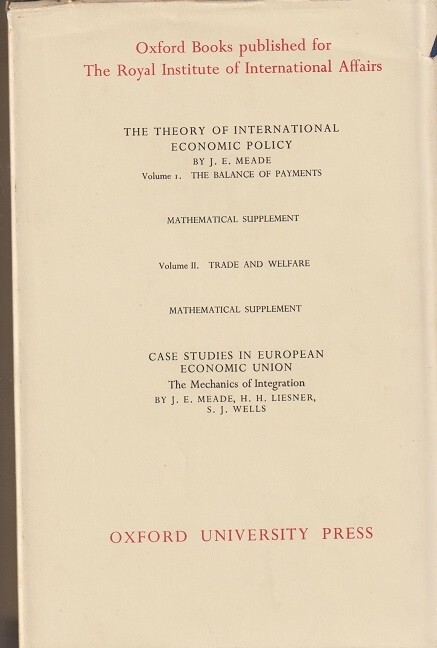 Oxford Books published for
The Royal Institute of International Affairs
THE THEORY OF INTERNATIONAL
ECONOMIC POLICY
BY J. E. MEADE
Volume I. THE BALANCE OF PAYMENTS
MATHEMATICAL SUPPLEMENT
Volume II. TRADE AND WELFARE
MATHEMATICAL SUPPLEMENT
CASE STUDIES IN EUROPEAN
ECONOMIC UNION
The Mechanics of Integration
BY J. E. MEADE, H. H. LIESNER,
S. J. WELLS
OXFORD UNIVERSITY PRESS